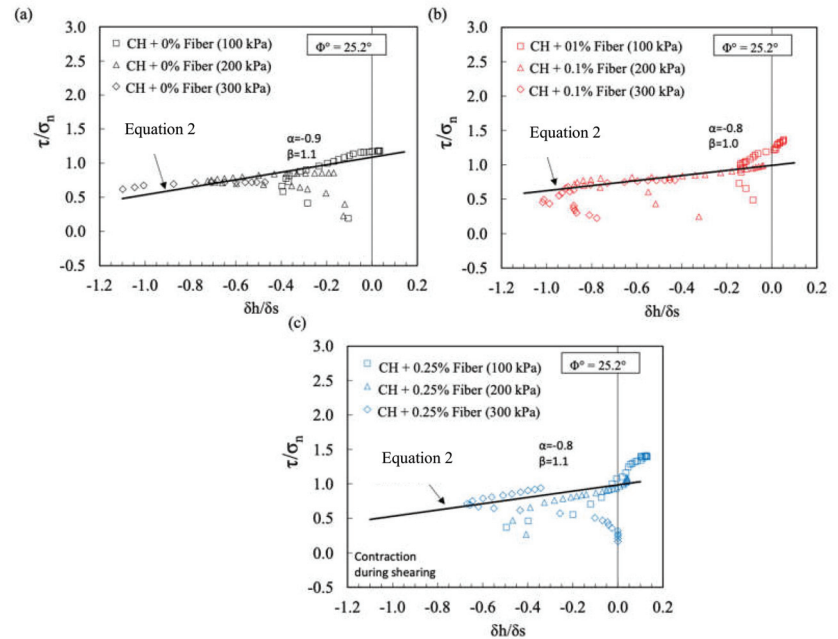 (a)
3.0
2.5
2.0
1.5
1.0
0.5
0.0
-0.5
τ/σn
CH + 0% Fiber (100 kPa)
CH + 0% Fiber (200 kPa)
CH + 0% Fiber (300 kPa)
Φ° = 25.2°
Equation 2
α=-0.9
β=1.1
-1.2 -1.0 -0.8 -0.6 -0.4 -0.2 0.0 0.2
δh/δs
(b)
3.0
2.5
2.0
1.5
1.0
0.5
0.0
-0.5
τ/σn
CH + 01% Fiber (100 kPa)
CH + 0.1% Fiber (200 kPa)
CH + 0.1% Fiber (300 kPa)
Φ° = 25.2°
Equation 2
α=-0.8
β=1.0
-1.2 -1.0 -0.8 -0.6 -0.4 -0.2 0.0 0.2
δh/δs
(c)
3.0
2.5
2.0
1.5
1.0
0.5
0.0
-0.5
τ/σn
CH + 0.25% Fiber (100 kPa)
CH + 0.25% Fiber (200 kPa)
CH + 0.25% Fiber (300 kPa)
Φ° = 25.2°
Equation 2
α=-0.8
β=1.1
Contraction
during shearing
-1.2 -1.0 -0.8 -0.6 -0.4 -0.2 0.0 0.2
δh/δs